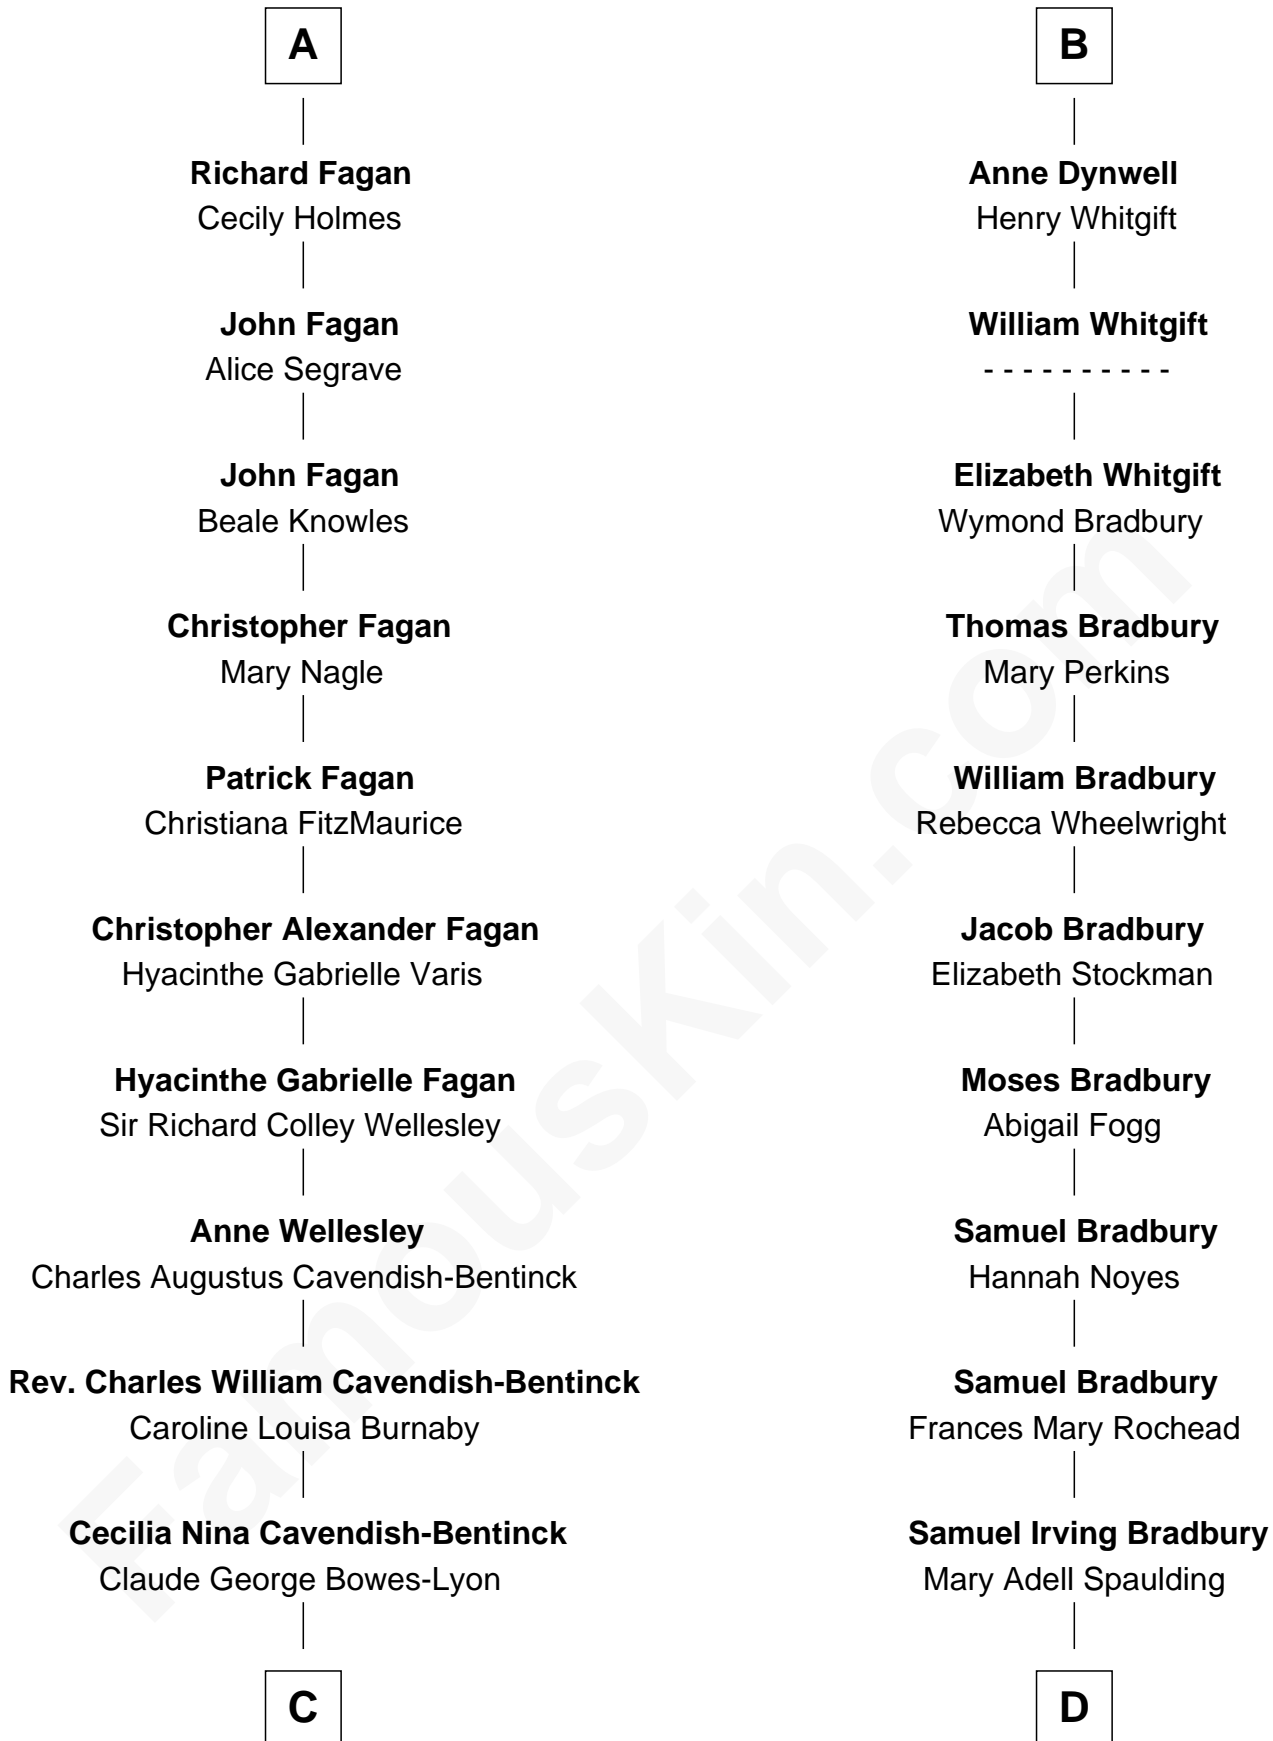 A
Richard Fagan
Cecily Holmes
John Fagan
Alice Segrave
John Fagan
Beale Knowles
Christopher Fagan
Mary Nagle
Patrick Fagan
Christiana FitzMaurice
Christopher Alexander Fagan
Hyacinthe Gabrielle Varis
Hyacinthe Gabrielle Fagan
Sir Richard Colley Wellesley
Anne Wellesley
Charles Augustus Cavendish-Bentinck
Rev. Charles William Cavendish-Bentinck
Caroline Louisa Burnaby
Cecilia Nina Cavendish-Bentinck
Claude George Bowes-Lyon
C
B
Anne Dynwell
Henry Whitgift
William Whitgift
- - - - - - - - - -
Elizabeth Whitgift
Wymond Bradbury
Thomas Bradbury
Mary Perkins
William Bradbury
Rebecca Wheelwright
Jacob Bradbury
Elizabeth Stockman
Moses Bradbury
Abigail Fogg
Samuel Bradbury
Hannah Noyes
Samuel Bradbury
Frances Mary Rochead
Samuel Irving Bradbury
Mary Adell Spaulding
D
FamousKin.com